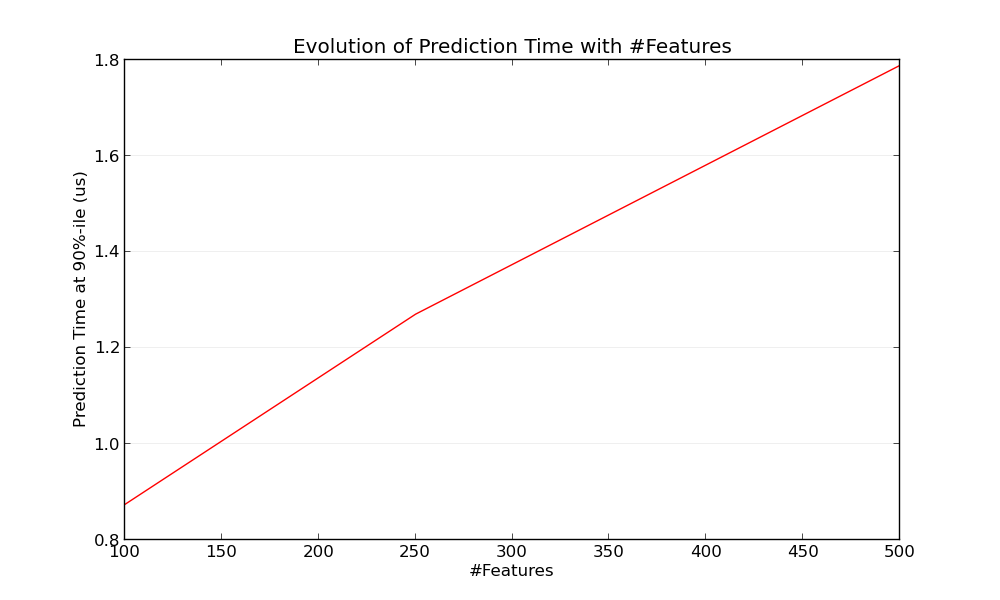 Evolution of Prediction Time with #Features
Prediction Time at 90%-ile (us)
1.8
1.6
1.4
1.2
1.0
0.8
100 150 200 250 300 350 400 450 500
#Features